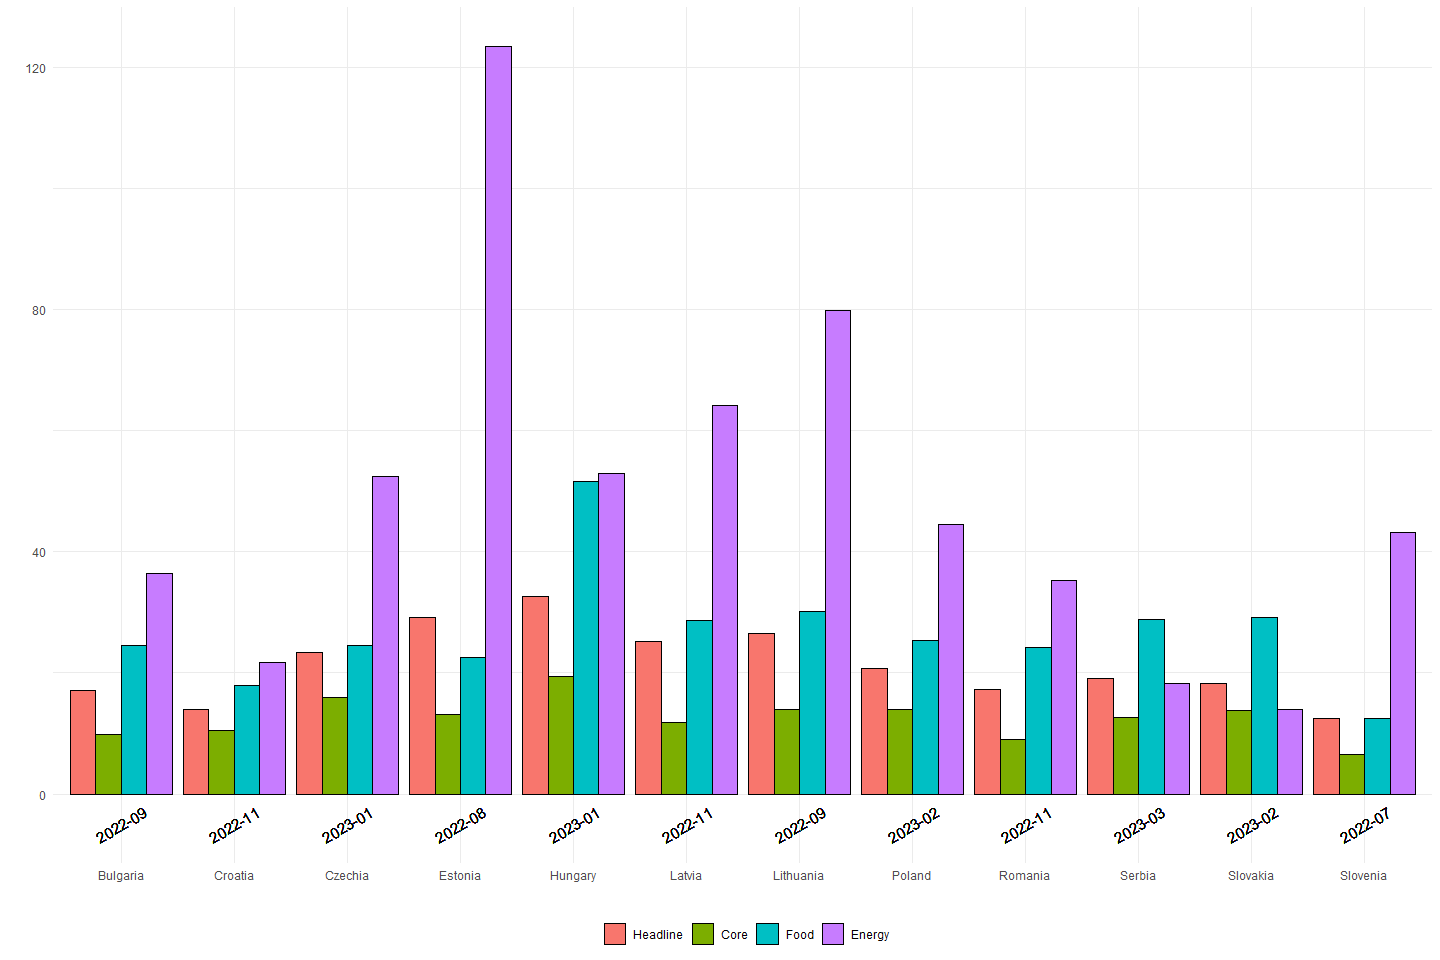 120
80
40
0
2022-09 2022-11 2023-01 2022-08 2023-01 2022-11 2022-09 2023-02 2022-11 2023-03 2023-02 2022-07
Bulgaria Croatia Czechia Estonia Hungary Latvia Lithuania Poland Romania Serbia Slovakia Slovenia
Headline Core Food Energy